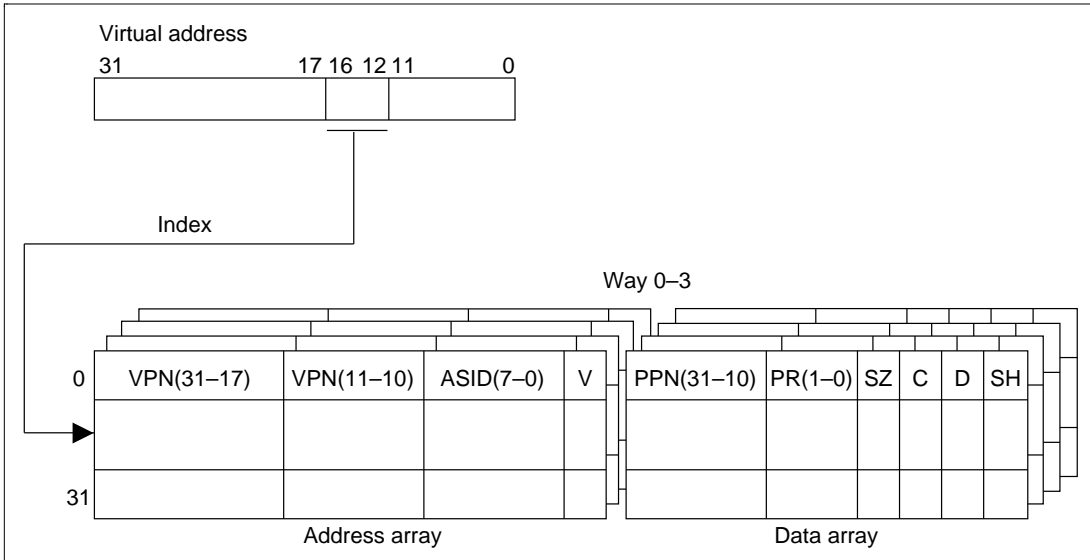 Virtual address
31 17 16 12 11 0
Index
Way 0–3
0 VPN(31–17) VPN(11–10) ASID(7–0) V PPN(31–10) PR(1–0) SZ C D SH
31
Address array Data array